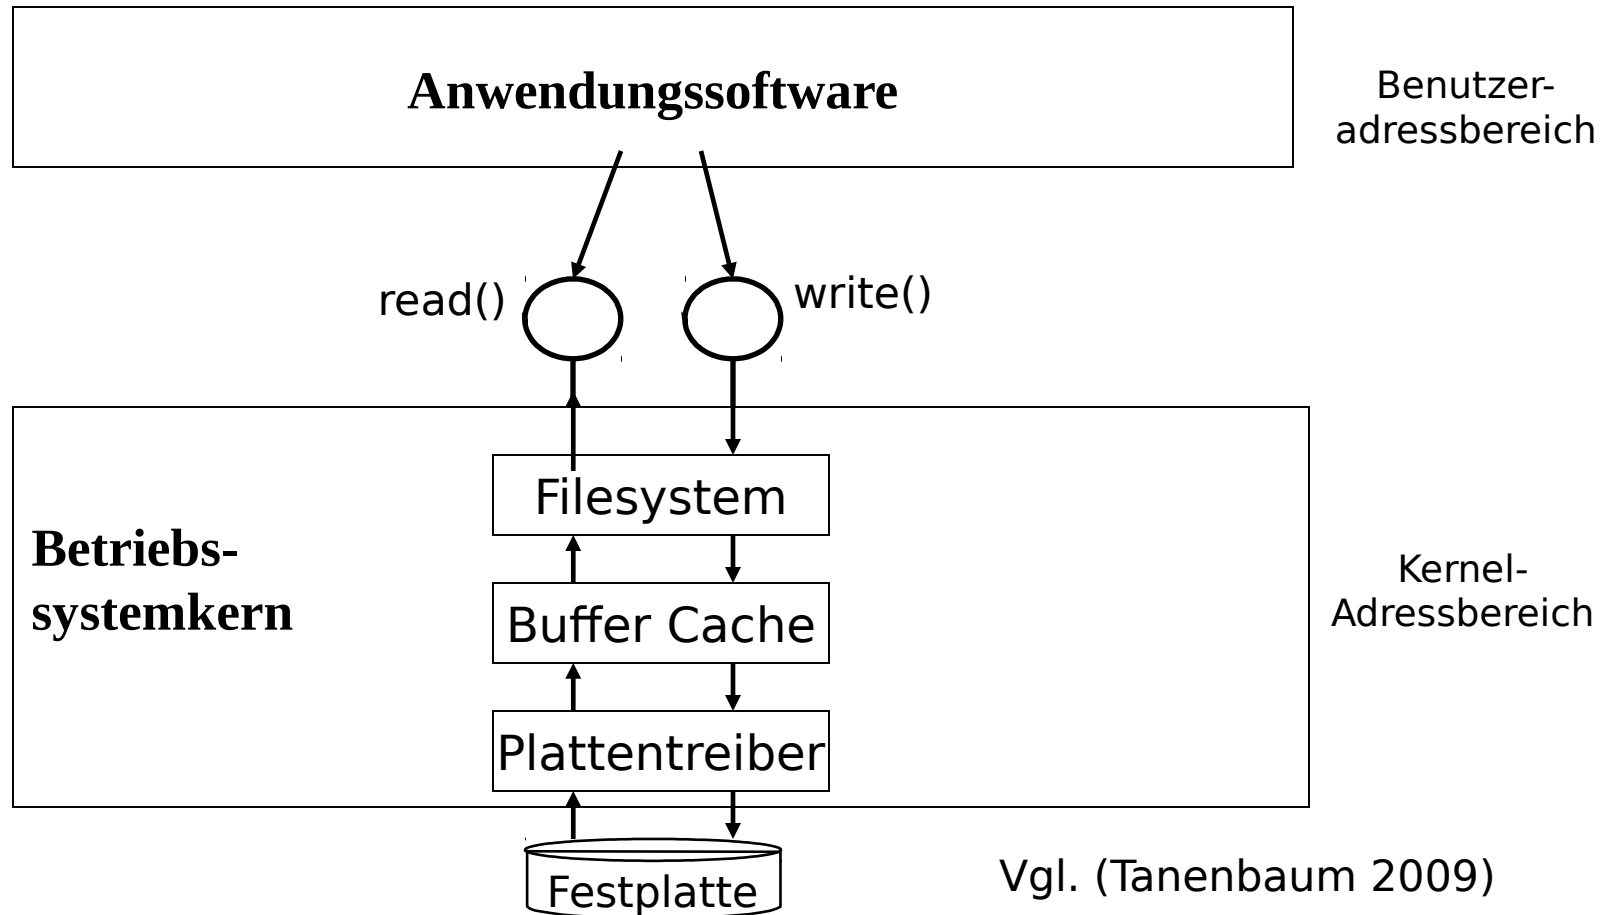 Anwendungssoftware
Benutzer-
adressbereich
read()
write()
Filesystem
Betriebs-
systemkern
Buffer Cache
Kernel-
Adressbereich
Plattentreiber
Festplatte
Vgl. (Tanenbaum 2009)